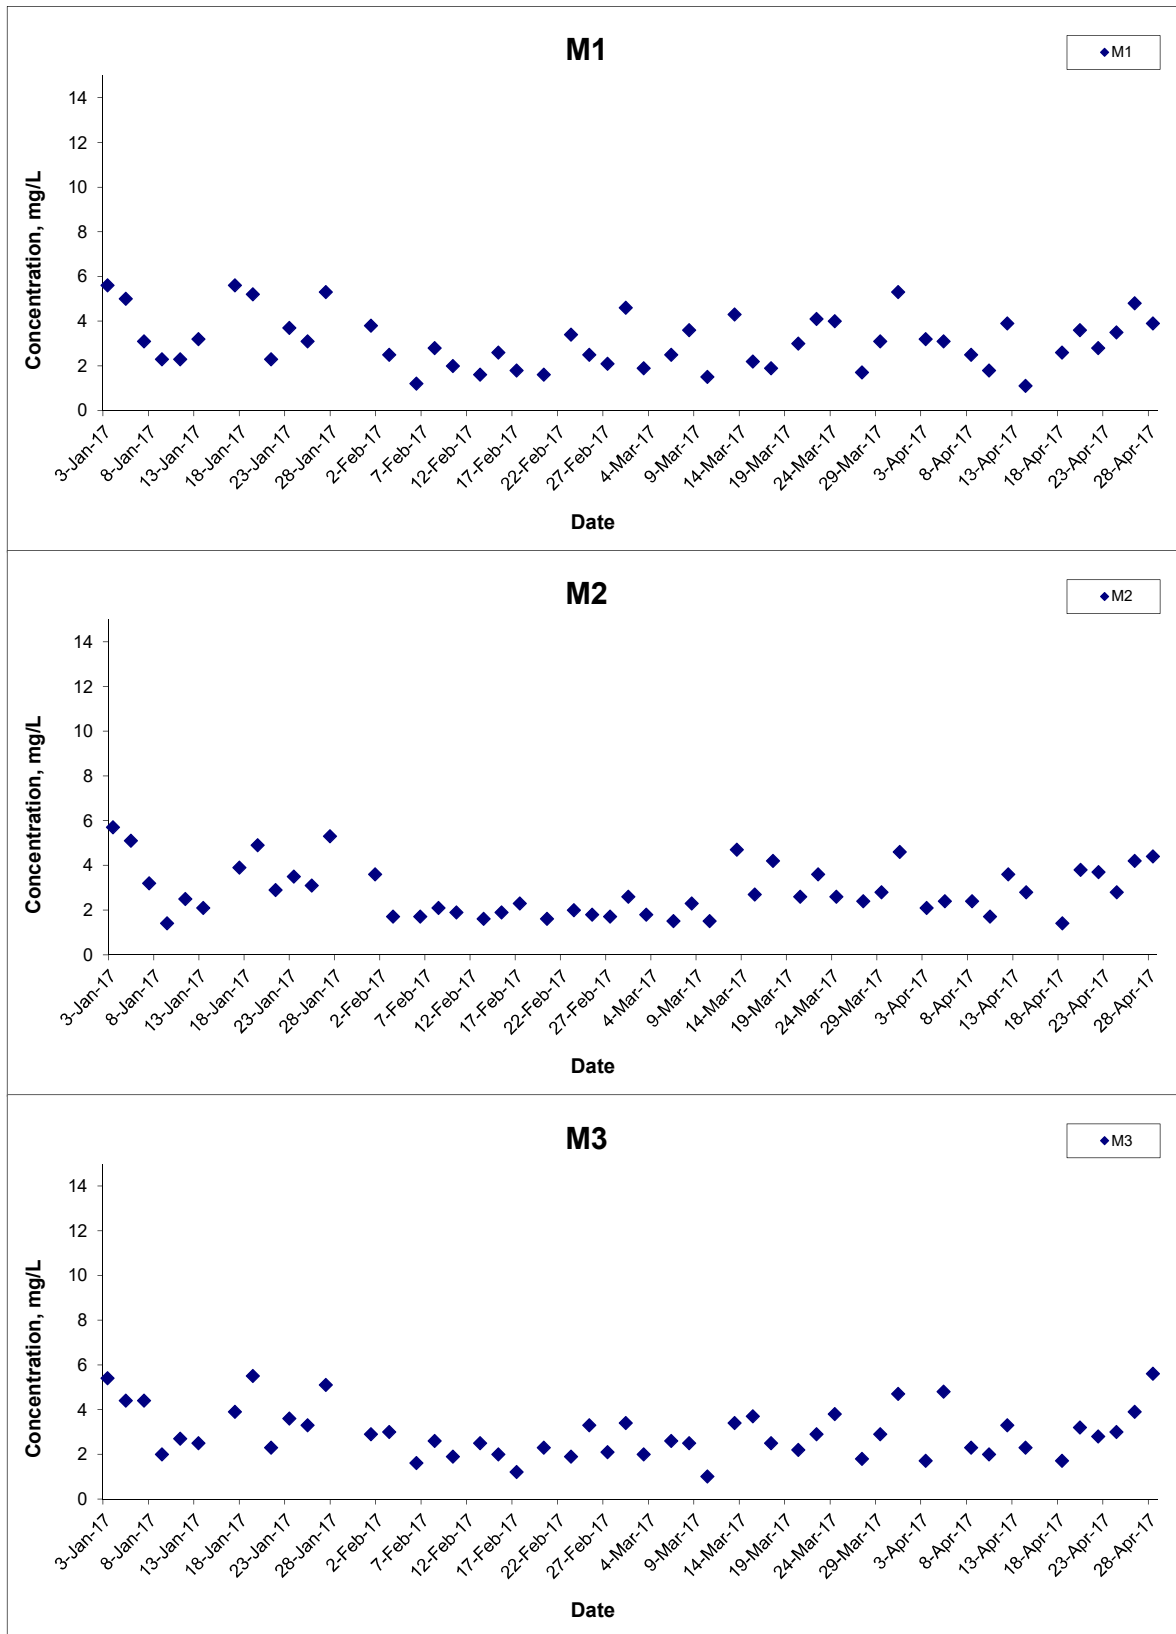 M1
M1
14
12
10
8
6
4
2
0
Concentration, mg/L
3-Jan-17 8-Jan-17 13-Jan-17 18-Jan-17 23-Jan-17 28-Jan-17 2-Feb-17 7-Feb-17 12-Feb-17 17-Feb-17 22-Feb-17 27-Feb-17 4-Mar-17 9-Mar-17 14-Mar-17 19-Mar-17 24-Mar-17 29-Mar-17 3-Apr-17 8-Apr-17 13-Apr-17 18-Apr-17 23-Apr-17 28-Apr-17
Date
M2
M2
14
12
10
8
6
4
2
0
Concentration, mg/L
3-Jan-17 8-Jan-17 13-Jan-17 18-Jan-17 23-Jan-17 28-Jan-17 2-Feb-17 7-Feb-17 12-Feb-17 17-Feb-17 22-Feb-17 27-Feb-17 4-Mar-17 9-Mar-17 14-Mar-17 19-Mar-17 24-Mar-17 29-Mar-17 3-Apr-17 8-Apr-17 13-Apr-17 18-Apr-17 23-Apr-17 28-Apr-17
Date
M3
M3
14
12
10
8
6
4
2
0
Concentration, mg/L
3-Jan-17 8-Jan-17 13-Jan-17 18-Jan-17 23-Jan-17 28-Jan-17 2-Feb-17 7-Feb-17 12-Feb-17 17-Feb-17 22-Feb-17 27-Feb-17 4-Mar-17 9-Mar-17 14-Mar-17 19-Mar-17 24-Mar-17 29-Mar-17 3-Apr-17 8-Apr-17 13-Apr-17 18-Apr-17 23-Apr-17 28-Apr-17
Date